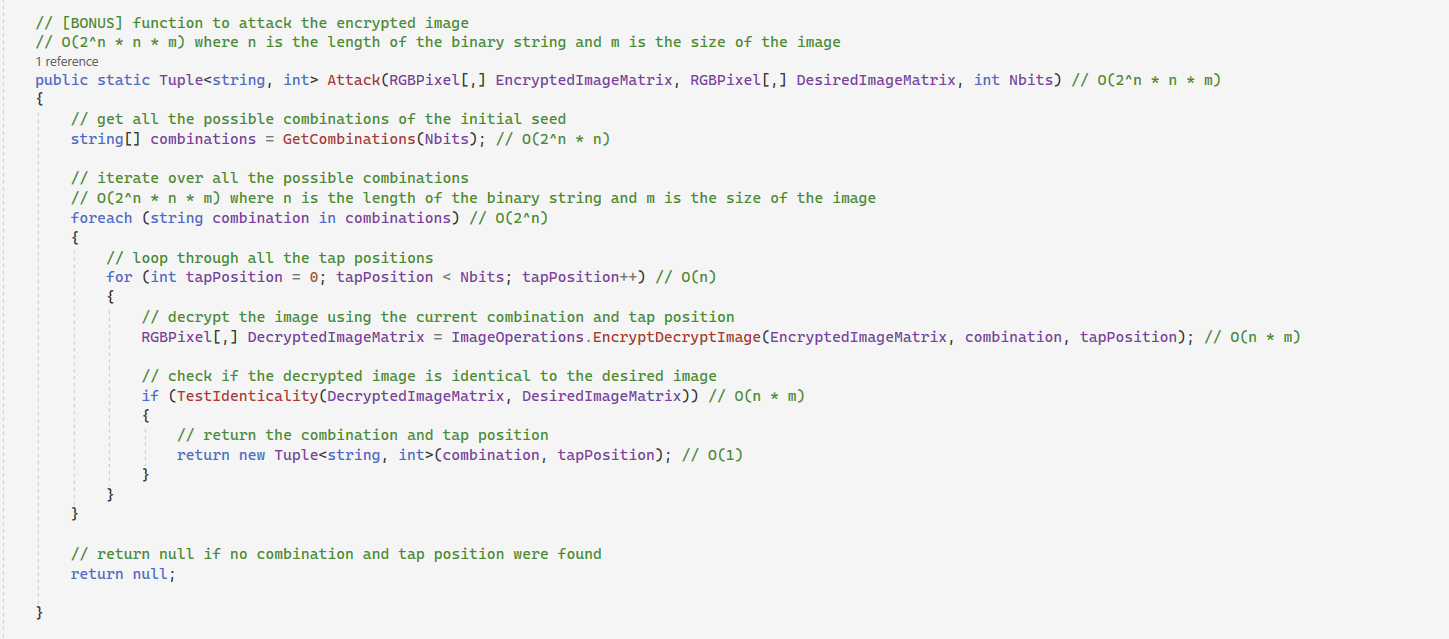 // [BONUS] function to attack the encrypted image
// O(2^n * n * m) where n is the length of the binary string and m is the size of the image
1 reference
public static Tuple<string, int> Attack(RGBPixel[,] EncryptedImageMatrix, RGBPixel[,] DesiredImageMatrix, int Nbits) // O(2^n * n * m)
{
// get all the possible combinations of the initial seed
string[] combinations = GetCombinations(Nbits); // O(2^n * n)
// iterate over all the possible combinations
// O(2^n * n * m) where n is the length of the binary string and m is the size of the image
foreach (string combination in combinations) // O(2^n)
{
// loop through all the tap positions
for (int tapPosition = 0; tapPosition < Nbits; tapPosition++) // O(n)
{
// decrypt the image using the current combination and tap position
RGBPixel[,] DecryptedImageMatrix = ImageOperations.EncryptDecryptImage(EncryptedImageMatrix, combination, tapPosition); // O(n * m)
// check if the decrypted image is identical to the desired image
if (TestIdenticality(DecryptedImageMatrix, DesiredImageMatrix)) // O(n * m)
{
// return the combination and tap position
return new Tuple<string, int>(combination, tapPosition); // O(1)
}
}
}
// return null if no combination and tap position were found
return null;
}